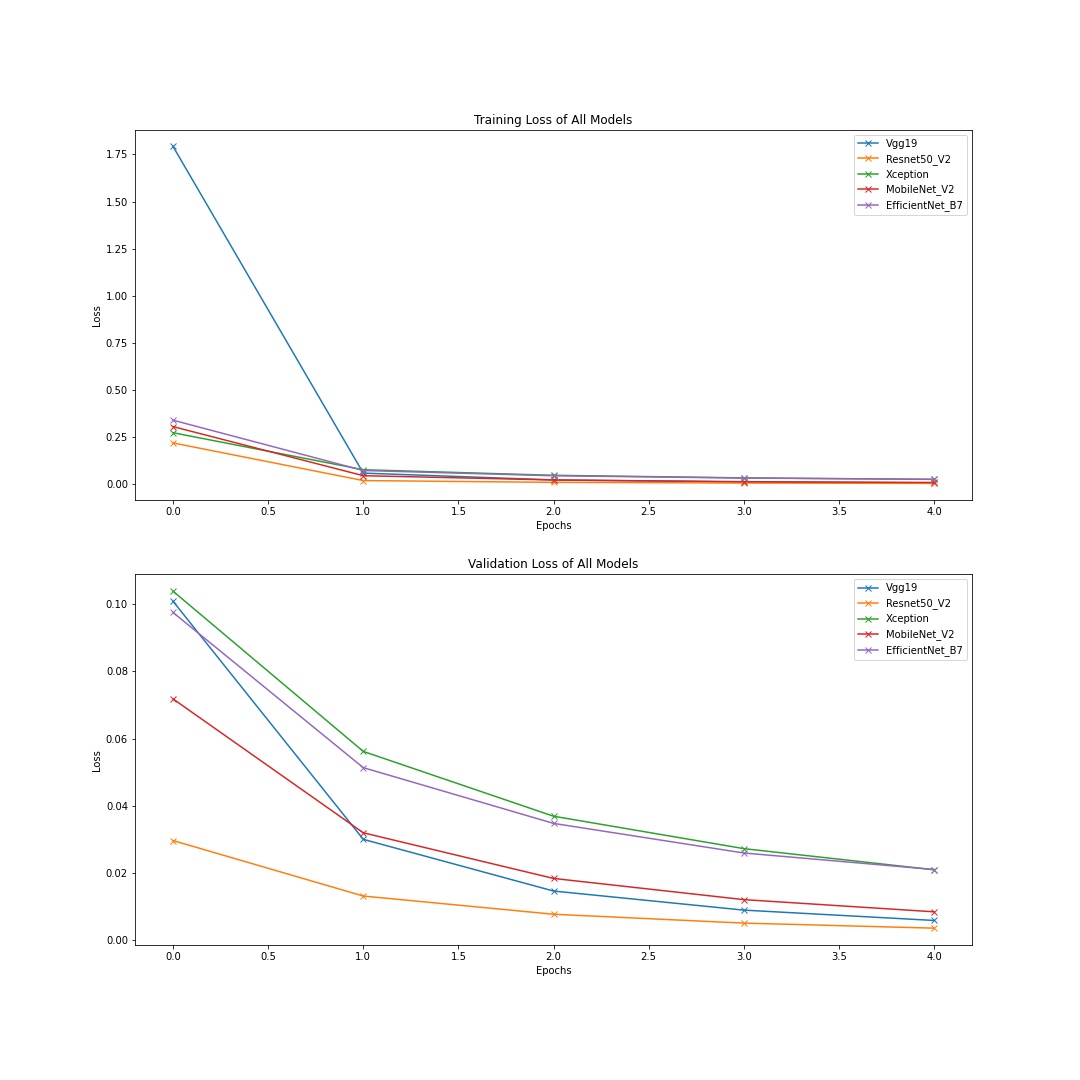 Training Loss of All Models
Vgg19
Resnet50_V2
Xception
MobileNet_V2
EfficientNet_B7
1.75
1.50
1.25
1.00
0.75
0.50
0.25
0.00
Loss
0.0 0.5 1.0 1.5 2.0 2.5 3.0 3.5 4.0
Epochs
Validation Loss of All Models
Vgg19
Resnet50_V2
Xception
MobileNet_V2
EfficientNet_B7
0.10
0.08
0.06
0.04
0.02
0.00
Loss
0.0 0.5 1.0 1.5 2.0 2.5 3.0 3.5 4.0
Epochs